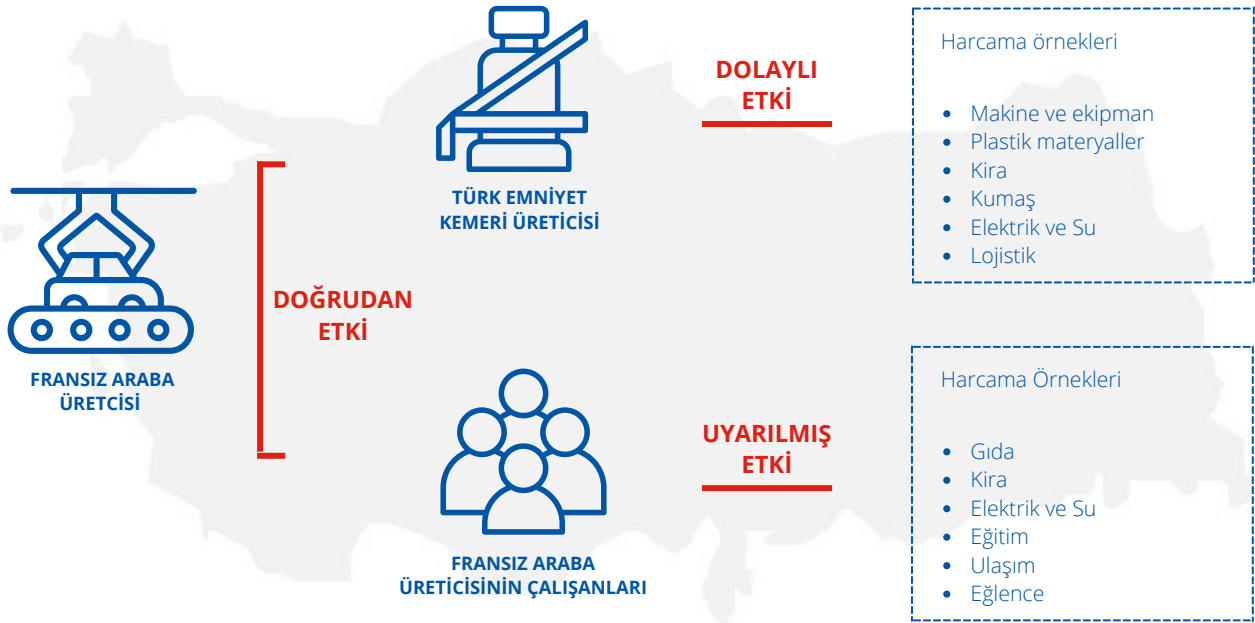 FRANSIZ ARABA
ÜRETCİSİ
DOĞRUDAN
ETKİ
TÜRK EMNİYET
KEMERİ ÜRETİCİSİ
DOLAYLI
ETKİ
Harcama örnekleri
• Makine ve ekipman
• Plastik materyaller
• Kira
• Kumaş
• Elektrik ve Su
• Lojistik
FRANSIZ ARABA
ÜRETİCİSİNİN ÇALIŞANLARI
UYARILMIŞ
ETKİ
Harcama Örnekleri
• Gıda
• Kira
• Elektrik ve Su
• Eğitim
• Ulaşım
• Eğlence